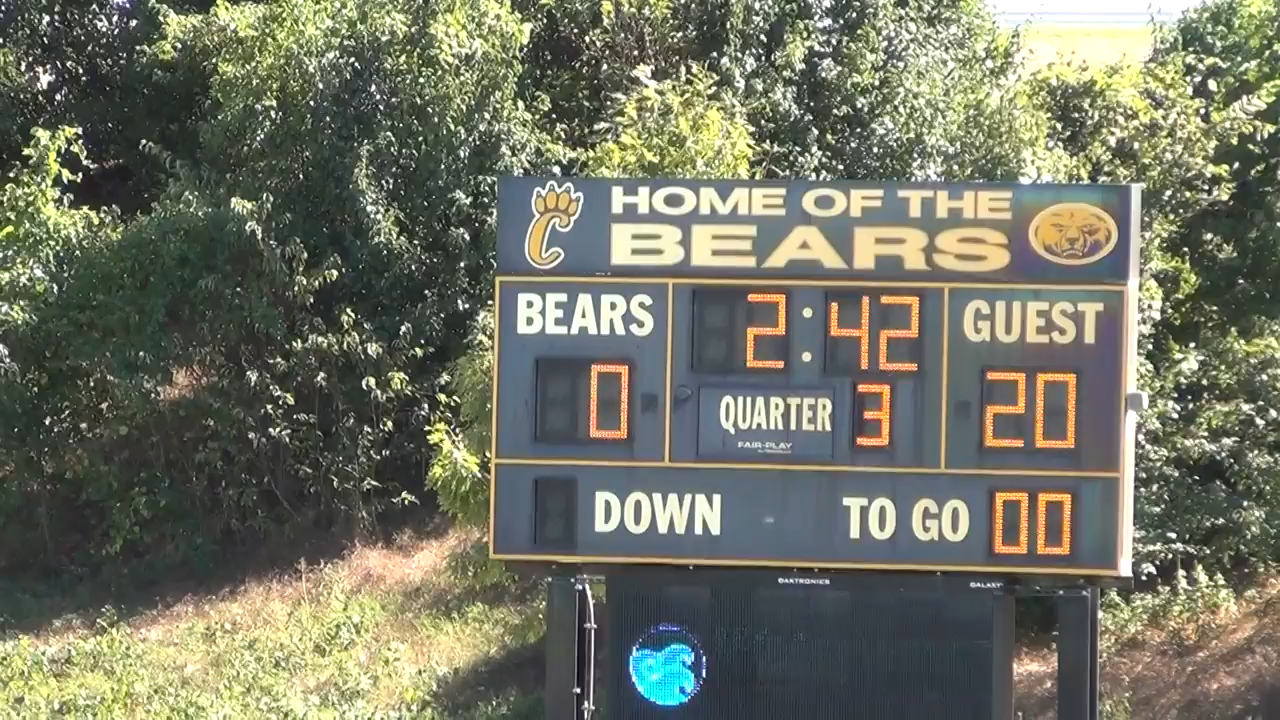 C
HOME OF THE
BEARS
BEARS 2:42 GUEST
0 QUARTER 3 20
FAIR-PLAY
DOWN TO GO 00
DAKTRONICS GALAXY